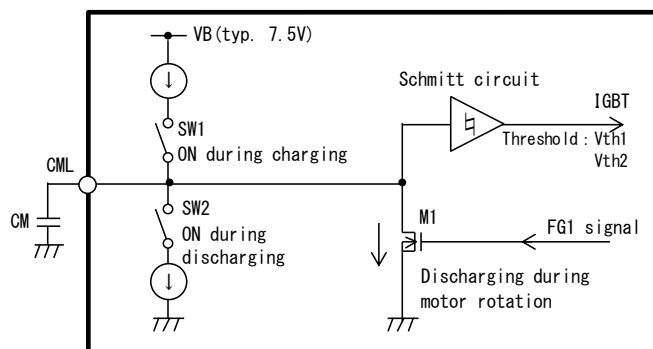 VB(typ. 7.5V)
Schmitt circuit
IGBT
SW1
ON during charging
Threshold : Vth1
Vth2
CML
CM
SW2
ON during
discharging
M1
FG1 signal
Discharging during
motor rotation